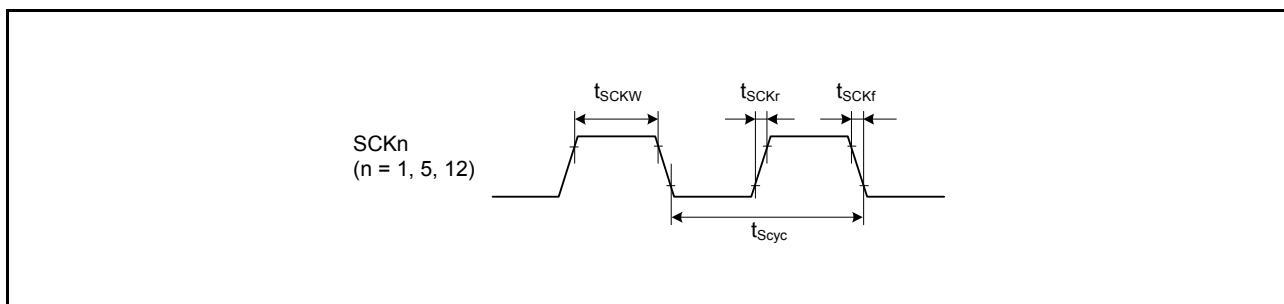 tSCKW
tSCKr
tSCKf
SCKn
(n = 1, 5, 12)
tScyc